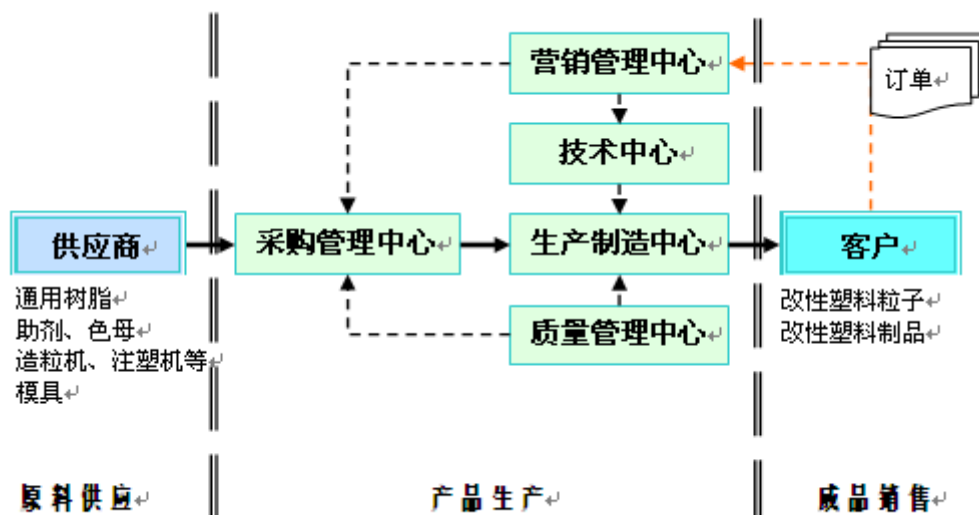 营销管理中心
订单
技术中心
供应商
采购管理中心
生产制造中心
客户
通用树脂
助剂、色母
造粒机、注塑机等
模具
质量管理中心
改性塑料粒子
改性塑料制品
原料供应
产品生产
成品销售